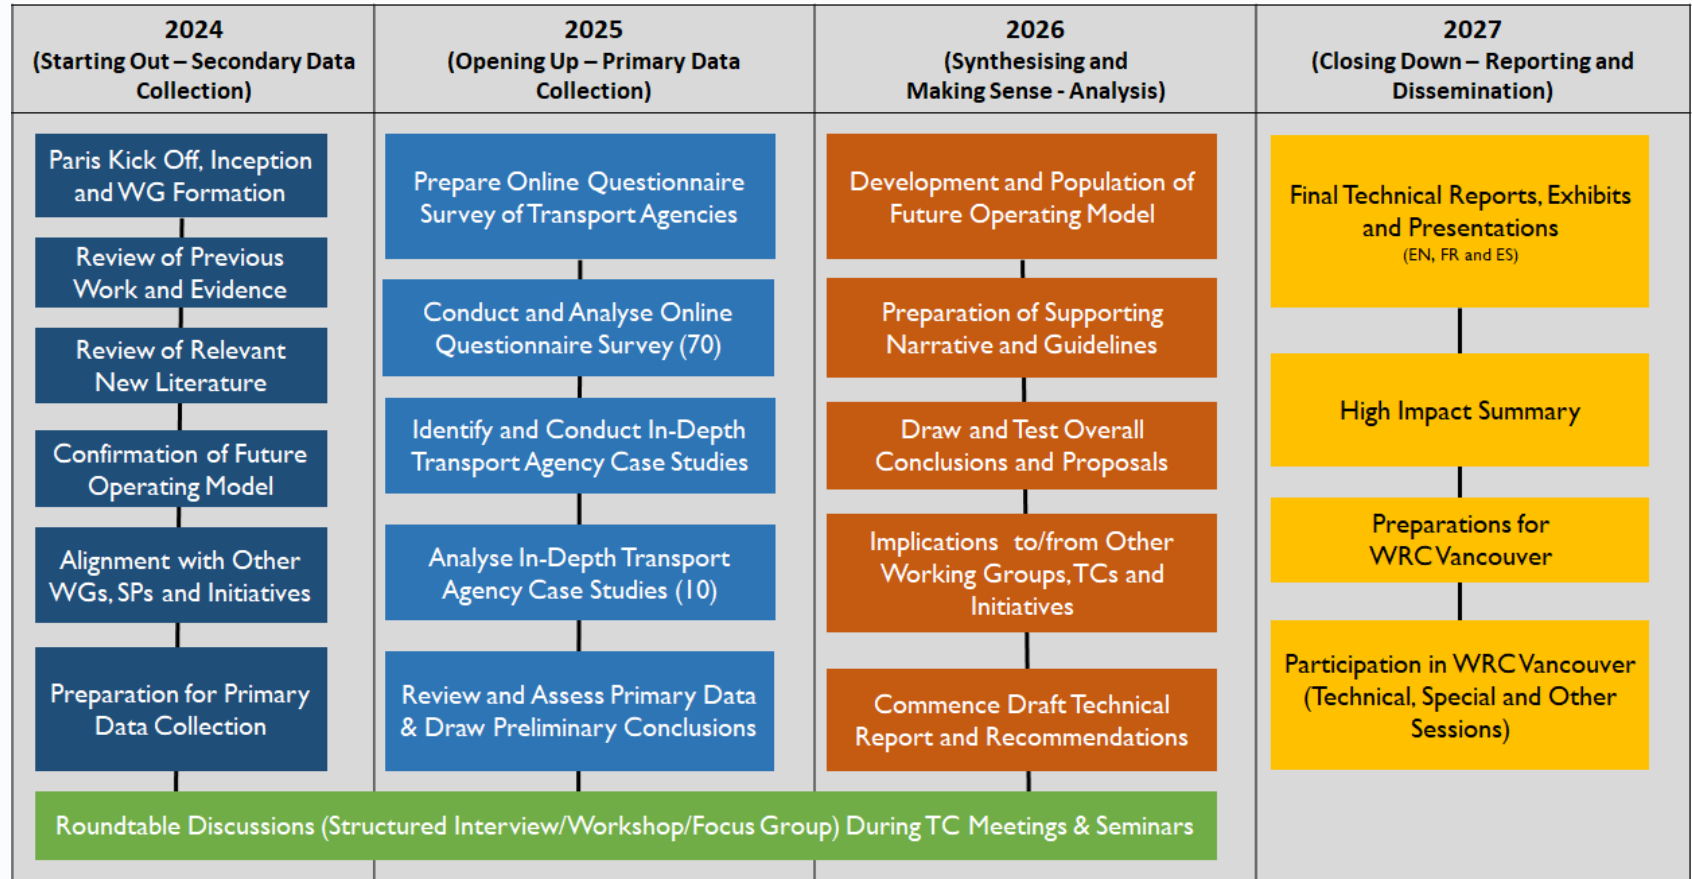 2024
(Starting Out – Secondary Data
Collection)
Paris Kick Off, Inception
and WG Formation
Review of Previous
Work and Evidence
Review of Relevant
New Literature
Confirmation of Future
Operating Model
Alignment with Other
WGs, SPs and Initiatives
Preparation for Primary
Data Collection
2025
(Opening Up – Primary Data
Collection)
Prepare Online Questionnaire
Survey of Transport Agencies
Conduct and Analyse Online
Questionnaire Survey (70)
Identify and Conduct In-Depth
Transport Agency Case Studies
Analyse In-Depth Transport
Agency Case Studies (10)
Review and Assess Primary Data
& Draw Preliminary Conclusions
2026
(Synthesising and
Making Sense - Analysis)
Development and Population of
Future Operating Model
Preparation of Supporting
Narrative and Guidelines
Draw and Test Overall
Conclusions and Proposals
Implications to/from Other
Working Groups, TCs and
Initiatives
Commence Draft Technical
Report and Recommendations
2027
(Closing Down – Reporting and
Dissemination)
Final Technical Reports, Exhibits
and Presentations
(EN, FR and ES)
High Impact Summary
Preparations for
WRC Vancouver
Participation in WRC Vancouver
(Technical, Special and Other
Sessions)
Roundtable Discussions (Structured Interview/Workshop/Focus Group) During TC Meetings & Seminars